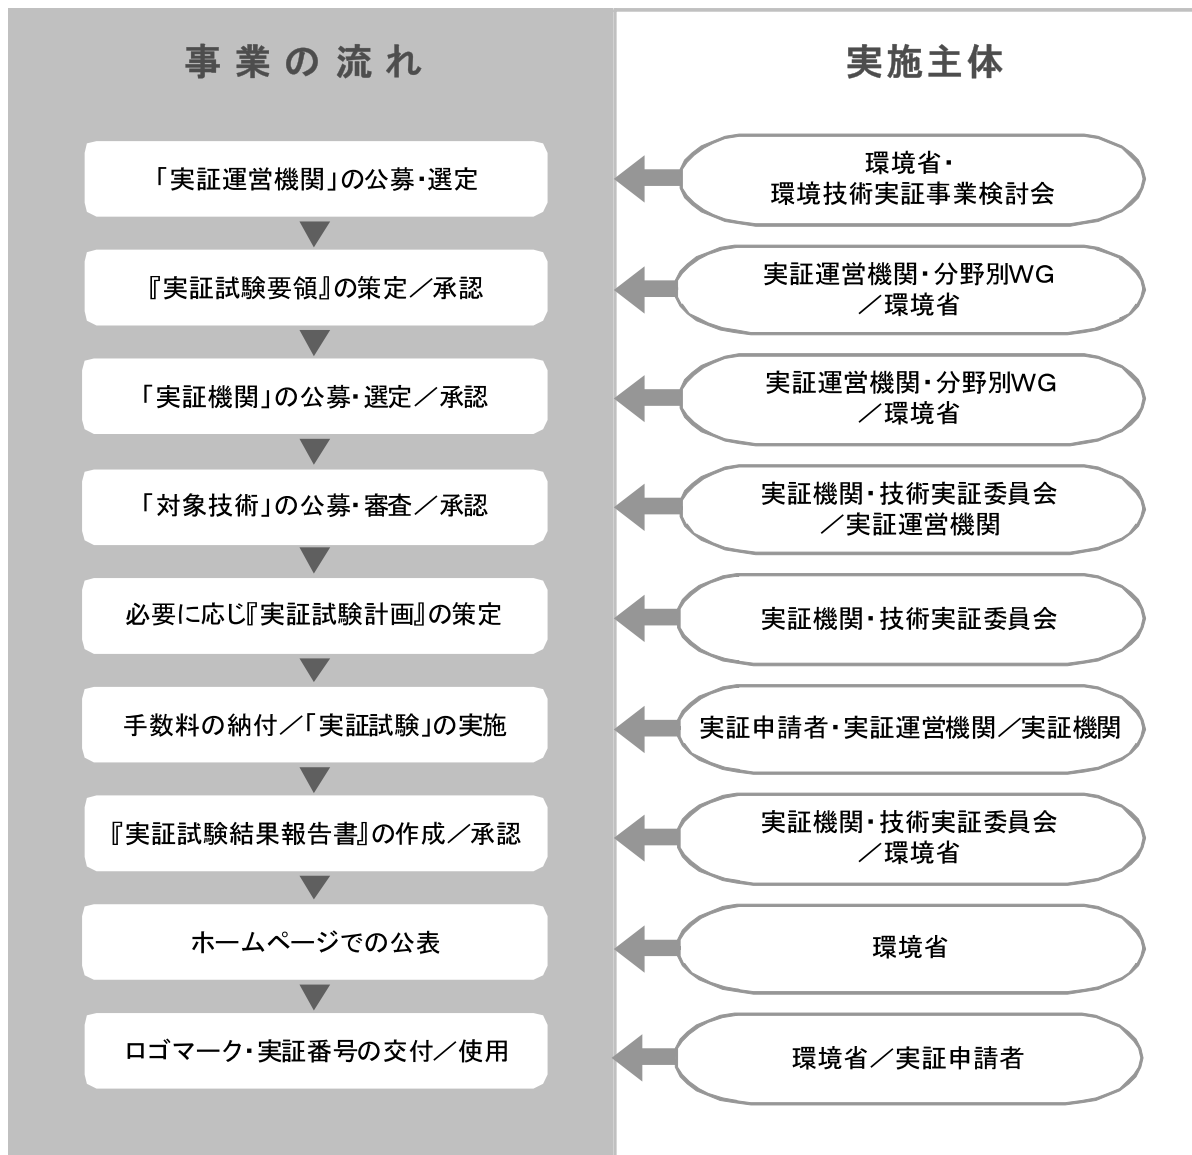 事業の流れ
実施主体
「実証運営機関」の公募・選定
環境省・
環境技術実証事業検討会
『実証試験要領』の策定／承認
実証運営機関・分野別WG
／環境省
「実証機関」の公募・選定／承認
実証運営機関・分野別WG
／環境省
「対象技術」の公募・審査／承認
実証機関・技術実証委員会
／実証運営機関
必要に応じ『実証試験計画』の策定
実証機関・技術実証委員会
手数料の納付／「実証試験」の実施
実証申請者・実証運営機関／実証機関
『実証試験結果報告書』の作成／承認
実証機関・技術実証委員会
／環境省
ホームページでの公表
環境省
ロゴマーク・実証番号の交付／使用
環境省／実証申請者